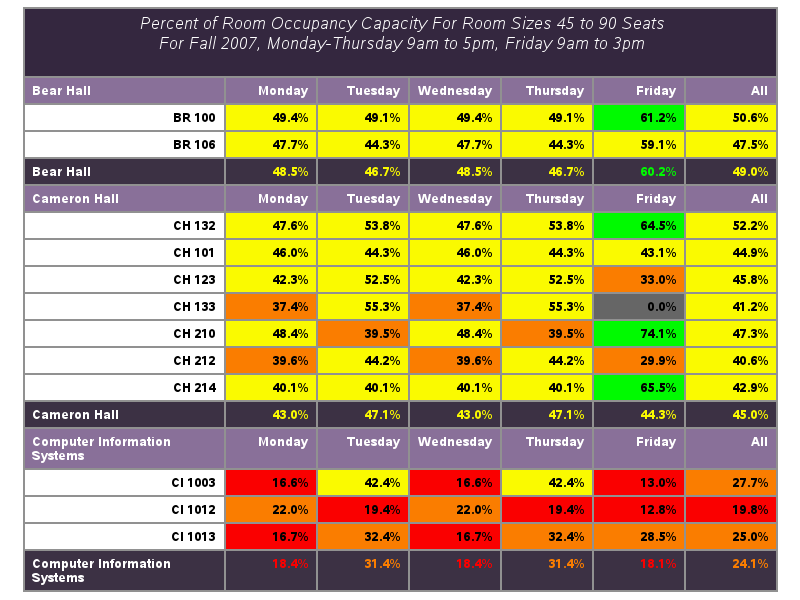 Percent of Room Occupancy Capacity For Room Sizes 45 to 90 Seats
For Fall 2007, Monday-Thursday 9am to 5pm, Friday 9am to 3pm
Bear Hall Monday Tuesday Wednesday Thursday Friday All
BR 100 49.4% 49.1% 49.4% 49.1% 61.2% 50.6%
BR 106 47.7% 44.3% 47.7% 44.3% 59.1% 47.5%
Bear Hall 48.5% 46.7% 48.5% 46.7% 60.2% 49.0%
Cameron Hall Monday Tuesday Wednesday Thursday Friday All
CH 132 47.6% 53.8% 47.6% 53.8% 64.5% 52.2%
CH 101 46.0% 44.3% 46.0% 44.3% 43.1% 44.9%
CH 123 42.3% 52.5% 42.3% 52.5% 33.0% 45.8%
CH 133 37.4% 55.3% 37.4% 55.3% 0.0% 41.2%
CH 210 48.4% 39.5% 48.4% 39.5% 74.1% 47.3%
CH 212 39.6% 44.2% 39.6% 44.2% 29.9% 40.6%
CH 214 40.1% 40.1% 40.1% 40.1% 65.5% 42.9%
Cameron Hall 43.0% 47.1% 43.0% 47.1% 44.3% 45.0%
Computer Information Monday Tuesday Wednesday Thursday Friday All
Systems
CI 1003 16.6% 42.4% 16.6% 42.4% 13.0% 27.7%
CI 1012 22.0% 19.4% 22.0% 19.4% 12.8% 19.8%
CI 1013 16.7% 32.4% 16.7% 32.4% 28.5% 25.0%
Computer Information 18.4% 31.4% 18.4% 31.4% 18.1% 24.1%
Systems